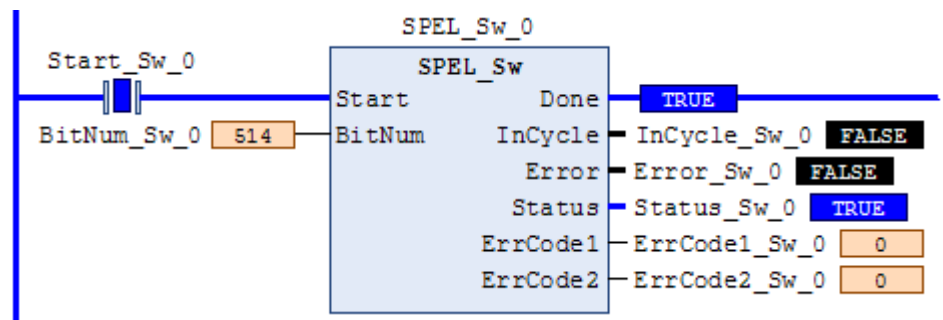 SPEL_Sw_0
Start_Sw_0
SPEL_Sw
Start Done TRUE
BitNum_Sw_0 514 BitNum InCycle InCycle_Sw_0 FALSE
Error Error_Sw_0 FALSE
Status Status_Sw_0 TRUE
ErrCode1 ErrCode1_Sw_0 0
ErrCode2 ErrCode2_Sw_0 0